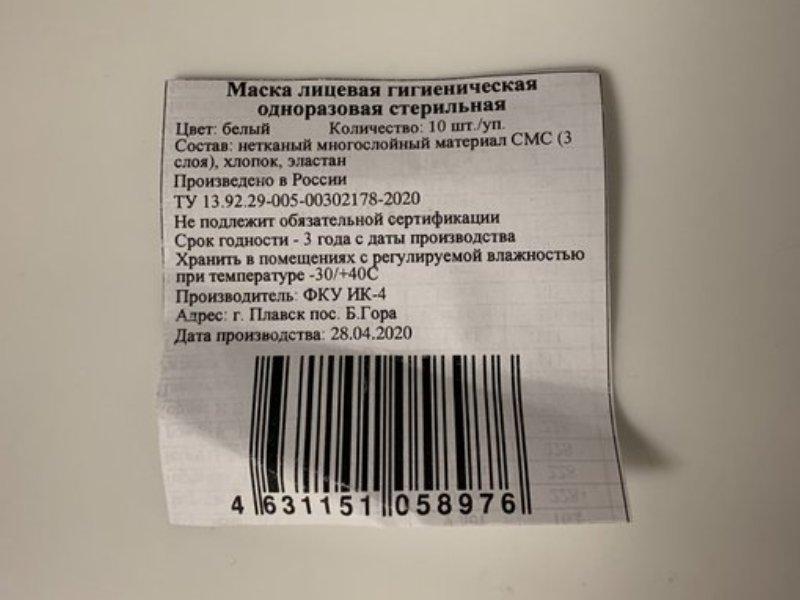 Маска лицевая гигиеническая
одноразовая стерильная
Цвет: белый Количество: 10 шт./уп.
Состав: нетканый многослойный материал СМС (3
слоя), хлопок, эластан
Произведено в России
ТУ 13.92.29-005-00302178-2020
Не подлежит обязательной сертификации
Срок годности - 3 года с даты производства
Хранить в помещениях с регулируемой влажностью
при температуре -30/+40С
Производитель: ФКУ ИК-4
Адрес: г. Плавск пос. Б.Гора
Дата производства: 28.04.2020
4 631151 058976